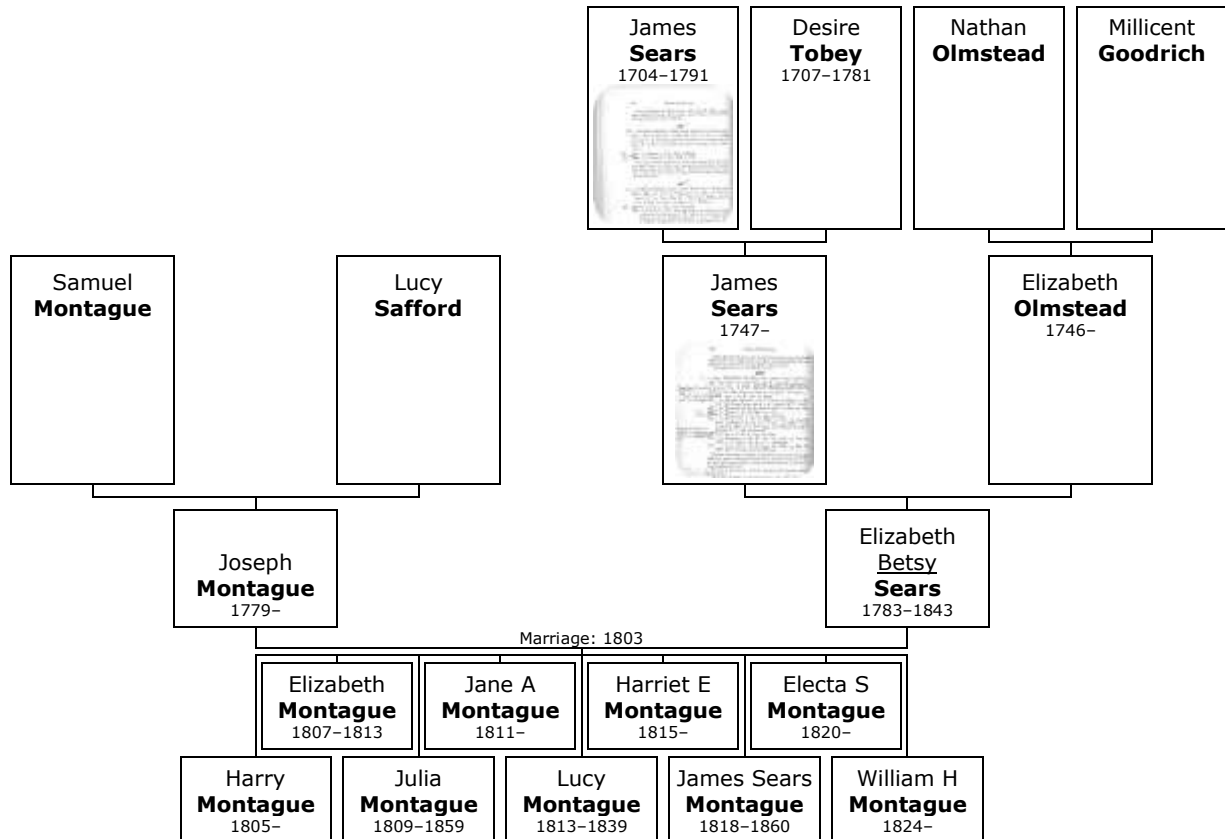 James
Sears
1704–1791
Desire
Tobey
1707–1781
Nathan
Olmstead
Millicent
Goodrich
Samuel
Montague
Lucy
Safford
James
Sears
1747–
Elizabeth
Olmstead
1746–
Joseph
Montague
1779–
Elizabeth
Betsy
Sears
1783–1843
Marriage: 1803
Elizabeth
Montague
1807–1813
Jane A
Montague
1811–
Harriet E
Montague
1815–
Electa S
Montague
1820–
Harry
Montague
1805–
Julia
Montague
1809–1859
Lucy
Montague
1813–1839
James Sears
Montague
1818–1860
William H
Montague
1824–